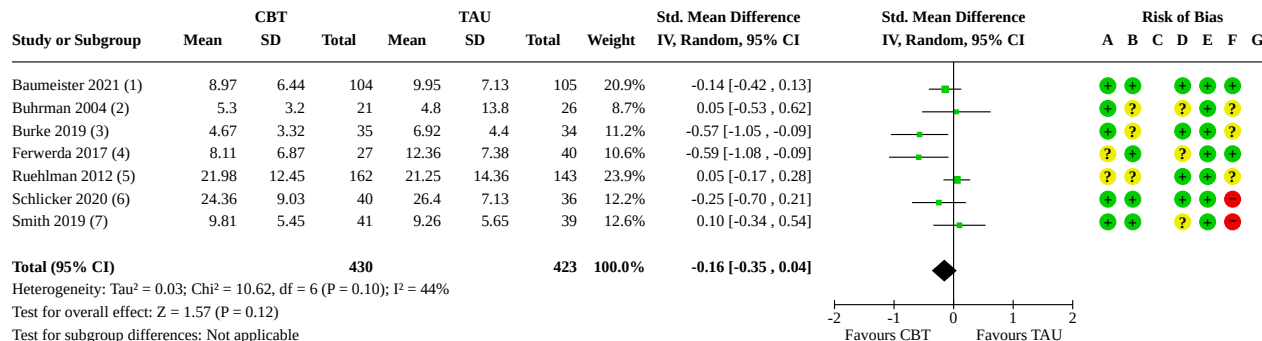 CBT TAU Std. Mean Difference Std. Mean Difference Risk of Bias
Study or Subgroup Mean SD Total Mean SD Total Weight IV, Random, 95% CI IV, Random, 95% CI A B C D E F G
Baumeister 2021 (1) 8.97 6.44 104 9.95 7.13 105 20.9% -0.14 [-0.42 , 0.13] + + + + +
Buhrman 2004 (2) 5.3 3.2 21 4.8 13.8 26 8.7% 0.05 [-0.53 , 0.62] + ? ? + ?
Burke 2019 (3) 4.67 3.32 35 6.92 4.4 34 11.2% -0.57 [-1.05 , -0.09] + ? + + ?
Ferwerda 2017 (4) 8.11 6.87 27 12.36 7.38 40 10.6% -0.59 [-1.08 , -0.09] ? + + + +
Ruehlman 2012 (5) 21.98 12.45 162 21.25 14.36 143 23.9% 0.05 [-0.17 , 0.28] ? ? + + ?
Schlicker 2020 (6) 24.36 9.03 40 26.4 7.13 36 12.6% -0.25 [-0.70 , 0.21] + + + + −
Smith 2019 (7) 9.81 5.45 41 9.26 5.65 39 12.6% 0.10 [-0.34 , 0.54] + + ? + −
Total (95% CI) 430 423 100.0% -0.16 [-0.35 , 0.04]
Heterogeneity: Tau² = 0.03; Chi² = 10.62, df = 6 (P = 0.10); I² = 44%
Test for overall effect: Z = 1.57 (P = 0.12)
Test for subgroup differences: Not applicable
-2 -1 0 1 2
Favours CBT Favours TAU